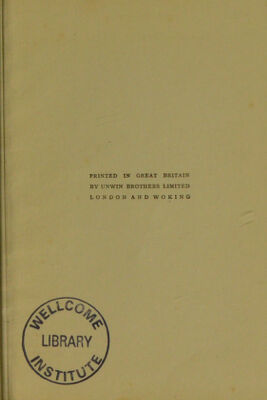 PRINTED IN GREAT BRITAIN
BY UNWIN BROTHERS LIMITED
LONDON AND WOKING
WELLCOME
LIBRARY
INSTITUTE